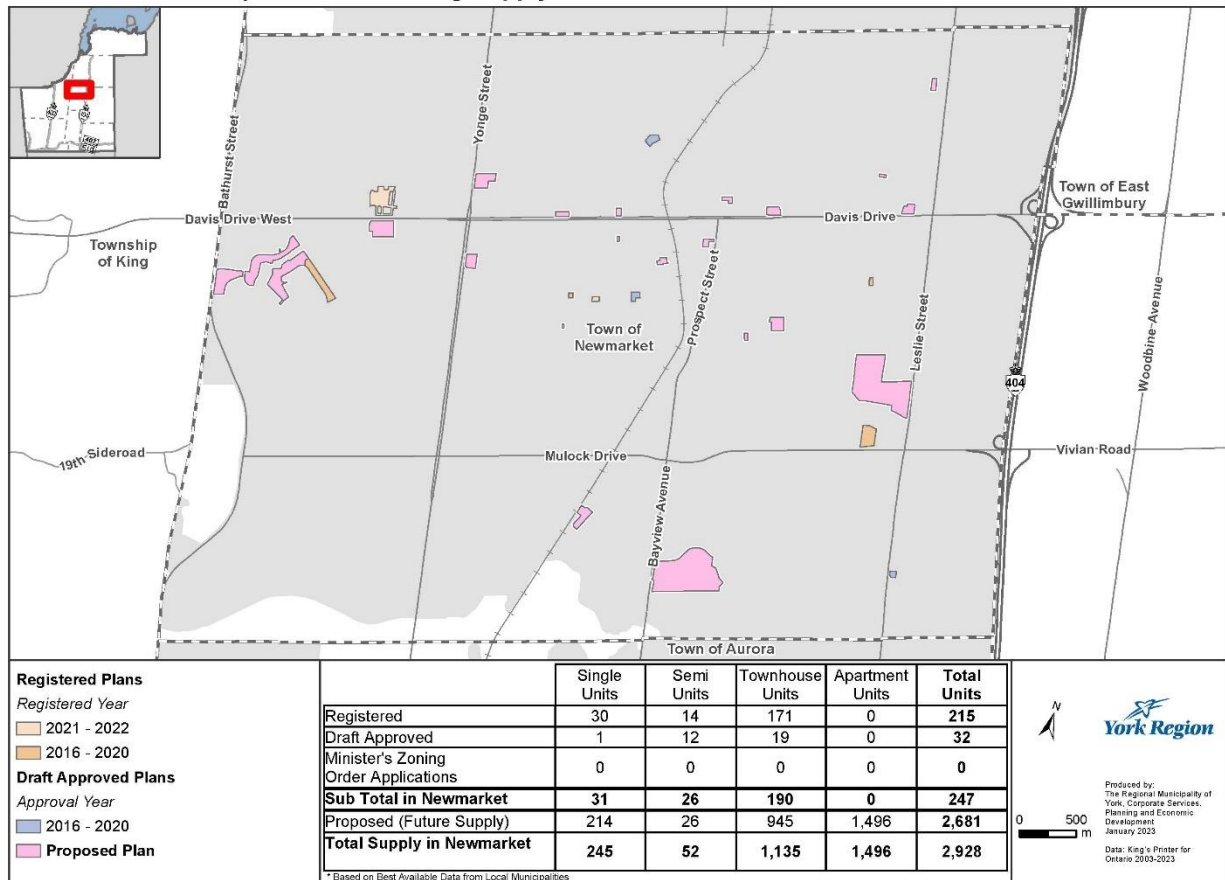 Bathurst Street
Yonge Street
Town of East
Gwillimbury
Davis Drive West
Davis Drive
Township
of King
Prospect Street
Town of
Newmarket
Leslie Street
Woodbine Avenue
404
19th Sideroad
Mulock Drive
Vivian Road
Bayview Avenue
Town of Aurora
Registered Plans
Registered Year
2021 - 2022
2016 - 2020
Draft Approved Plans
Approval Year
2016 - 2020
Proposed Plan
Single Units Semi Units Townhouse Units Apartment Units Total Units
Registered 30 14 171 0 215
Draft Approved 1 12 19 0 32
Minister's Zoning
Order Applications 0 0 0 0 0
Sub Total in Newmarket 31 26 190 0 247
Proposed (Future Supply) 214 26 945 1,496 2,681
Total Supply in Newmarket 245 52 1,135 1,496 2,928
* Based on Best Available Data from Local Municipalities
N
York Region
0 500
m
Produced by:
The Regional Municipality of
York, Corporate Services,
Planning and Economic
Development
January 2023
Data: King's Printer for
Ontario 2003-2023